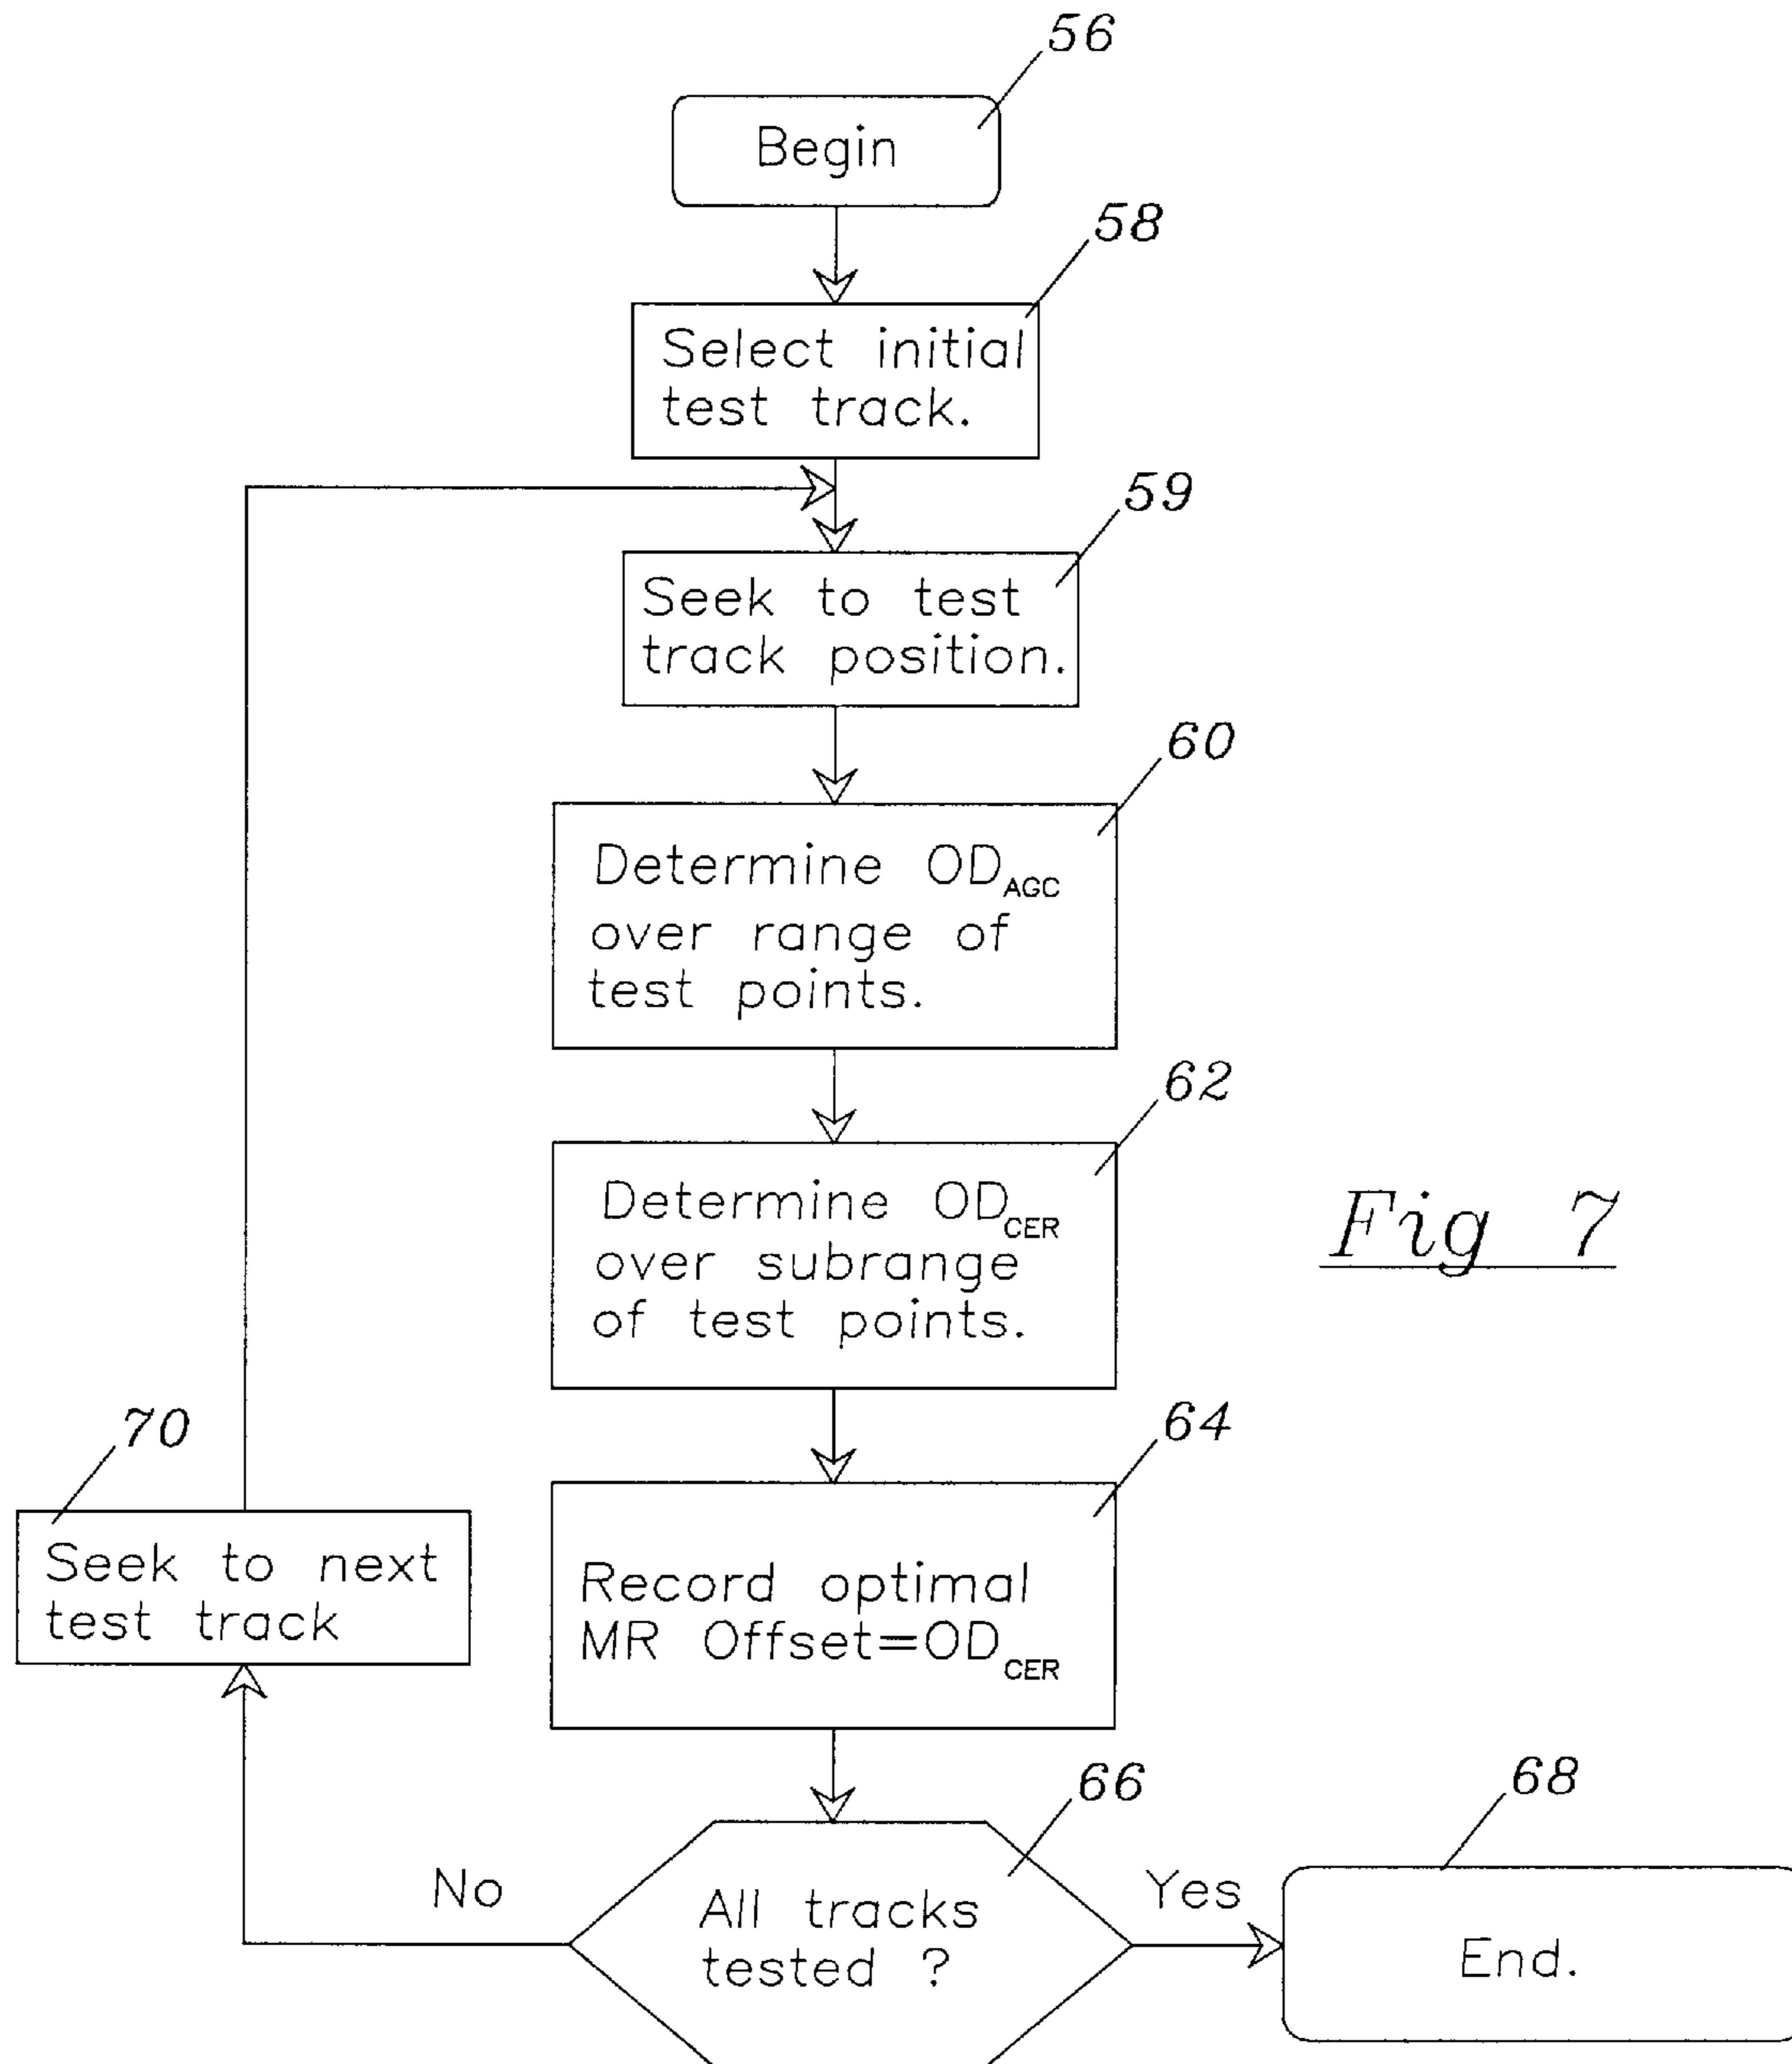 56
Begin
58
Select initial
test track.
59
Seek to test
track position.
60
Determine OD_AGC
over range of
test points.
62
Determine OD_CER
over subrange
of test points.
Fig 7
64
Record optimal
MR Offset=OD_CER
70
Seek to next
test track
66
All tracks
tested ?
No
Yes
68
End.